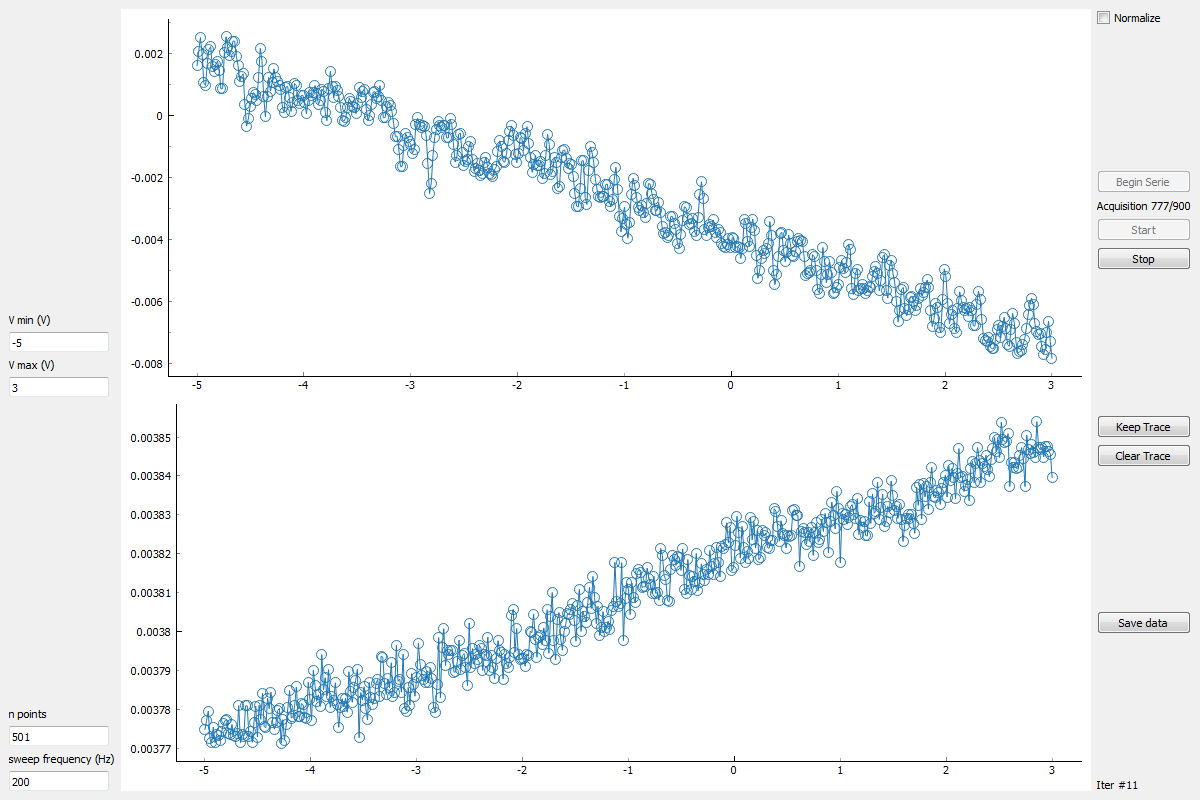 Normalize
0.002
0
-0.002
-0.004
-0.006
-0.008
-5 -4 -3 -2 -1 0 1 2 3
Begin Serie
Acquisition 777/900
Start
Stop
V min (V)
-5
V max (V)
3
0.00385
0.00384
0.00383
0.00382
0.00381
0.0038
0.00379
0.00378
0.00377
-5 -4 -3 -2 -1 0 1 2 3
Keep Trace
Clear Trace
Save data
n points
501
sweep frequency (Hz)
200
Iter #11